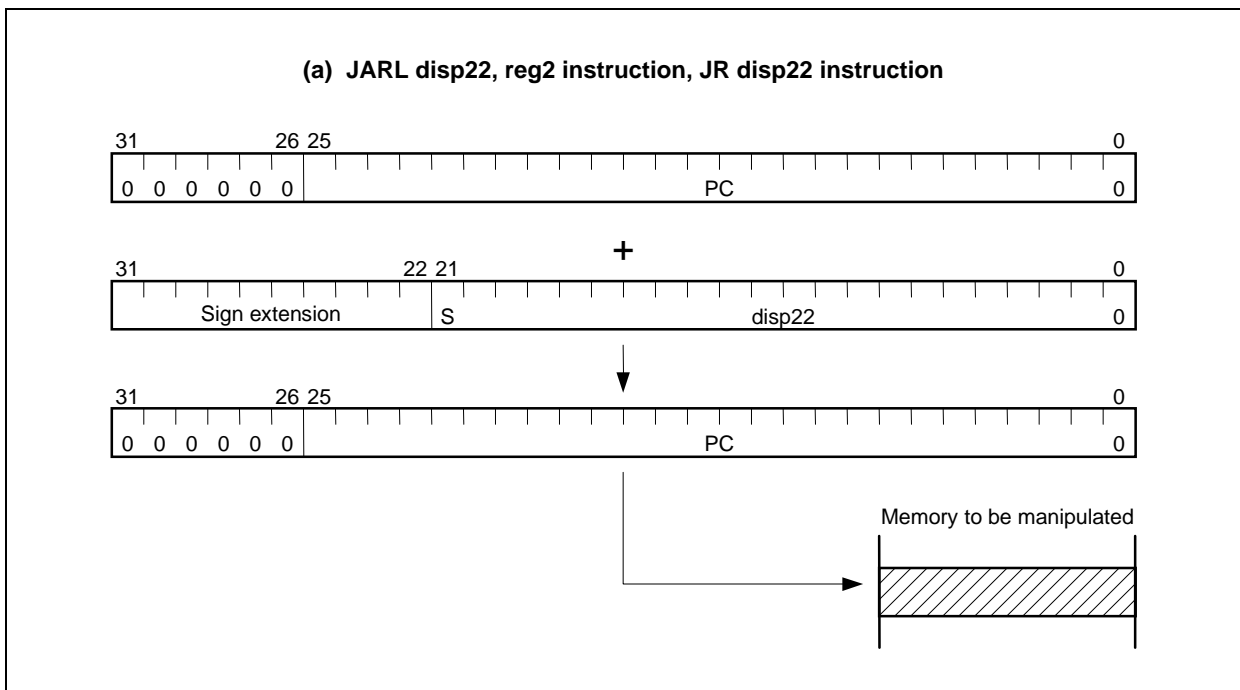 (a) JARL disp22, reg2 instruction, JR disp22 instruction
31 26 25 0
0 0 0 0 0 0 PC 0
+
31 22 21 0
Sign extension S disp22 0
31 26 25 0
0 0 0 0 0 0 PC 0
Memory to be manipulated